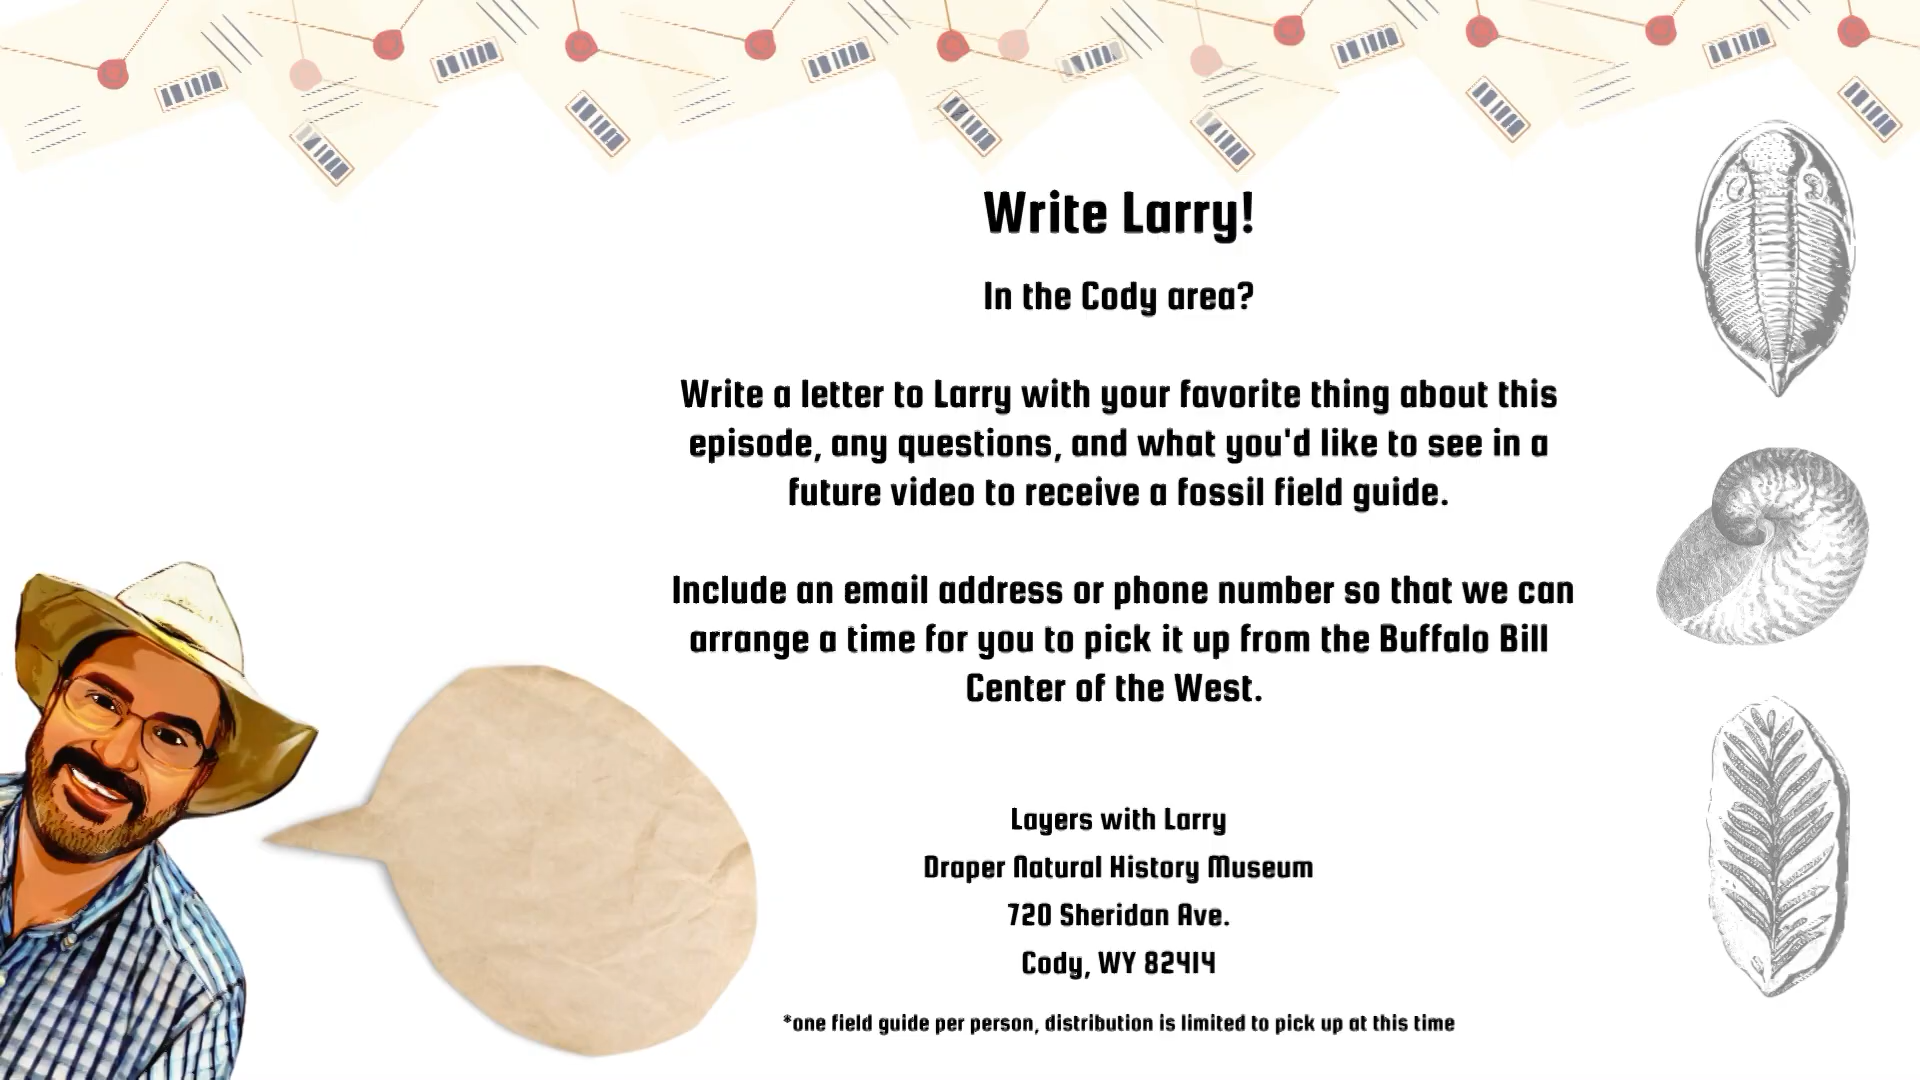 Write Larry!
In the Cody area?
Write a letter to Larry with your favorite thing about this
episode, any questions, and what you'd like to see in a
future video to receive a fossil field guide.
Include an email address or phone number so that we can
arrange a time for you to pick it up from the Buffalo Bill
Center of the West.
Layers with Larry
Draper Natural History Museum
720 Sheridan Ave.
Cody, WY 82414
*one field guide per person, distribution is limited to pick up at this time